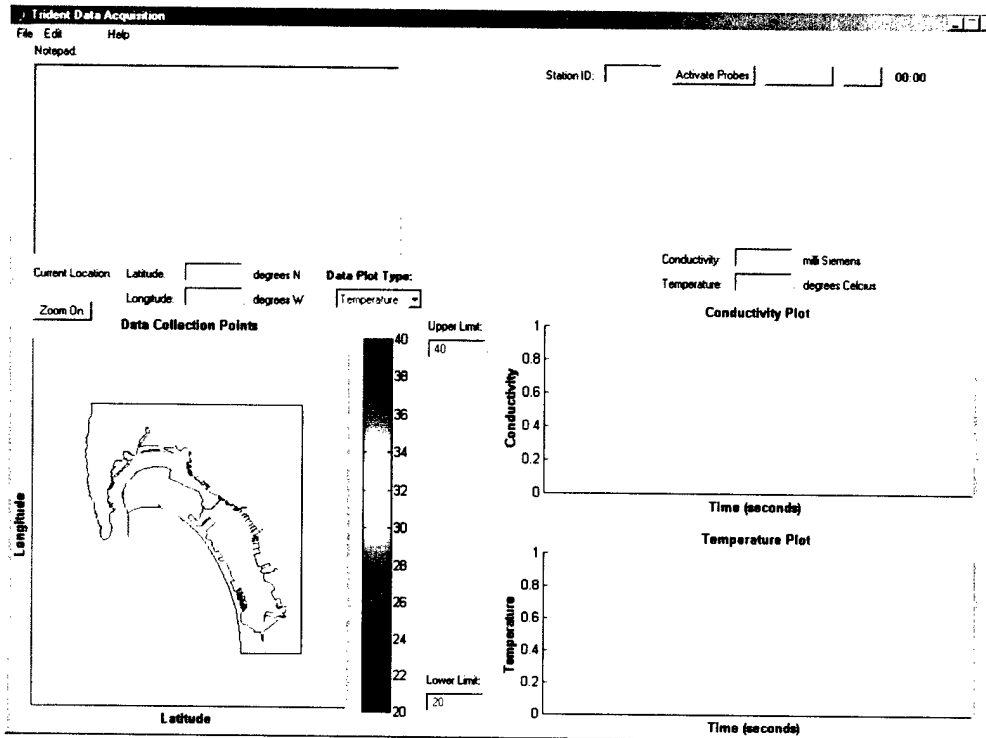 Trident Data Acquisition
File Edit Help
Notepad:
Station ID: Activate Probes 00:00
Current Location: Latitude: degrees N
Longitude: degrees W
Data Plot Type:
Temperature
Conductivity: milli Siemens
Temperature: degrees Celcius
Zoom On
Data Collection Points
Longitude
Latitude
40
38
36
34
32
30
28
26
24
22
20
Upper Limit:
40
Lower Limit:
20
Conductivity Plot
Conductivity
1
0.8
0.6
0.4
0.2
0
Time (seconds)
Temperature Plot
Temperature
1
0.8
0.6
0.4
0.2
0
Time (seconds)